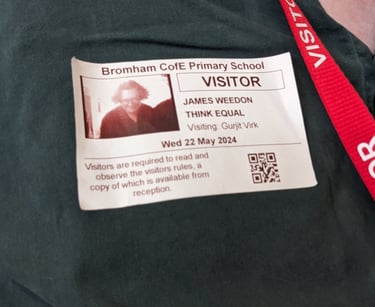 Bromham CofE Primary School
VISITOR
JAMES WEEDON
THINK EQUAL
Visiting: Gurjit Virk
Wed 22 May 2024
Visitors are required to read and
observe the visitors rules, a
copy of which is available from
reception.
VISITO
OR